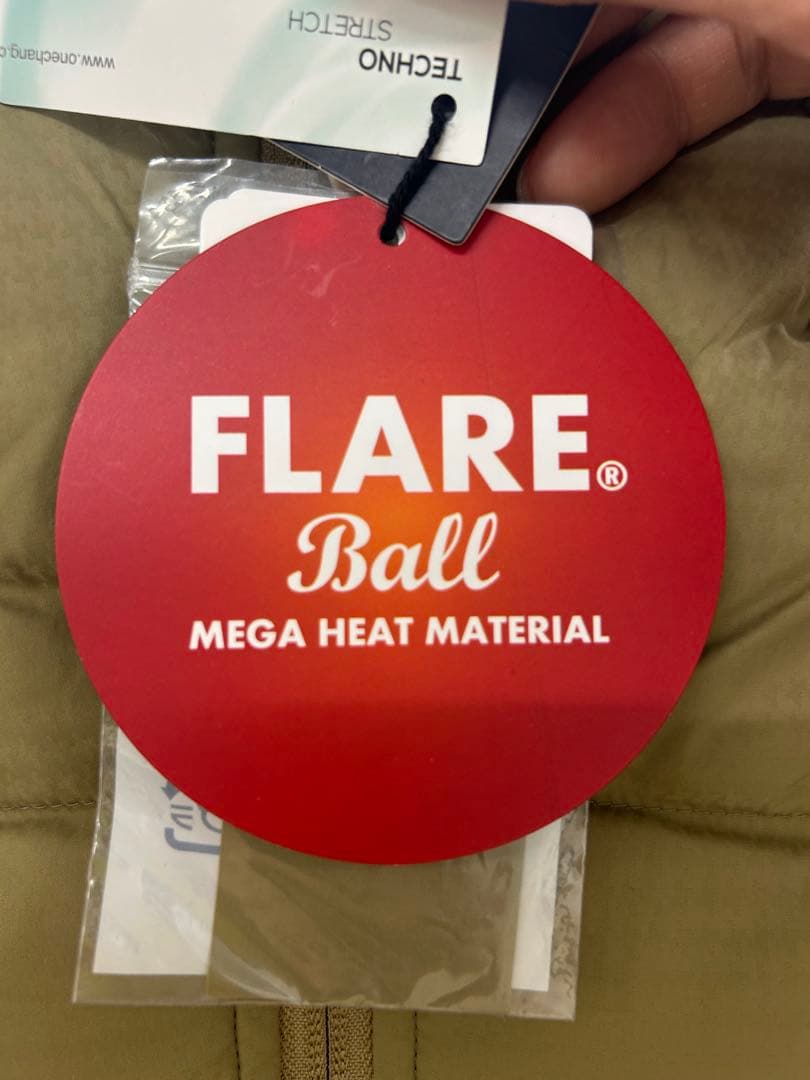 TECHNO
STRETCH
FLARE®
Ball
MEGA HEAT MATERIAL